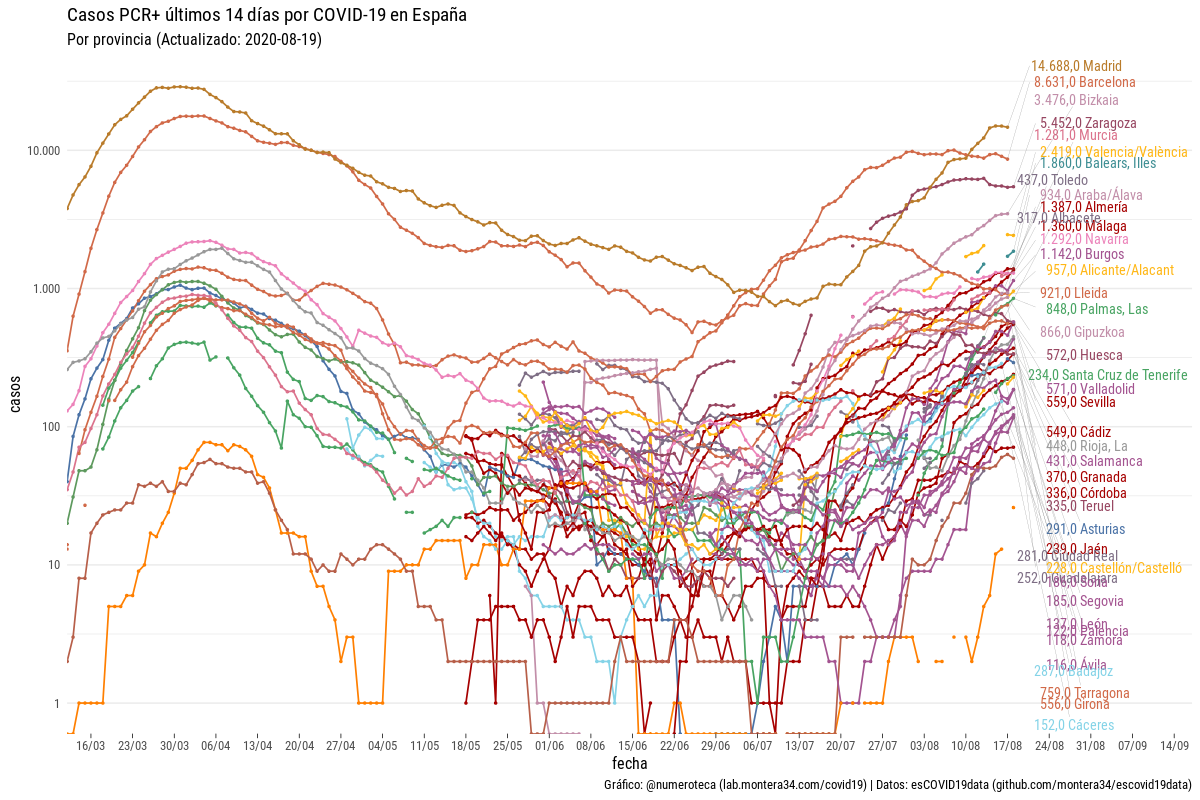 Casos PCR+ últimos 14 días por COVID-19 en España
Por provincia (Actualizado: 2020-08-19)
14.688,0 Madrid
8.631,0 Barcelona
3.476,0 Bizkaia
5.452,0 Zaragoza
1.281,0 Murcia
2.419,0 Valencia/València
1.860,0 Balears, Illes
437,0 Toledo
934,0 Araba/Álava
1.387,0 Almería
317,0 Albacete
1.360,0 Málaga
1.292,0 Navarra
1.142,0 Burgos
957,0 Alicante/Alacant
921,0 Lleida
848,0 Palmas, Las
866,0 Gipuzkoa
572,0 Huesca
234,0 Santa Cruz de Tenerife
571,0 Valladolid
559,0 Sevilla
549,0 Cádiz
448,0 Rioja, La
431,0 Salamanca
370,0 Granada
336,0 Córdoba
335,0 Teruel
291,0 Asturias
239,0 Jaén
281,0 Ciudad Real
228,0 Castellón/Castelló
252,0 Guadalajara
186,0 Soria
185,0 Segovia
137,0 León
122,0 Palencia
118,0 Zamora
116,0 Ávila
287,0 Badajoz
759,0 Tarragona
556,0 Girona
152,0 Cáceres
10.000
1.000
100
10
1
casos
16/03 23/03 30/03 06/04 13/04 20/04 27/04 04/05 11/05 18/05 25/05 01/06 08/06 15/06 22/06 29/06 06/07 13/07 20/07 27/07 03/08 10/08 17/08 24/08 31/08 07/09 14/09
fecha
Gráfico: @numeroteca (lab.montera34.com/covid19) | Datos: esCOVID19data (github.com/montera34/escovid19data)